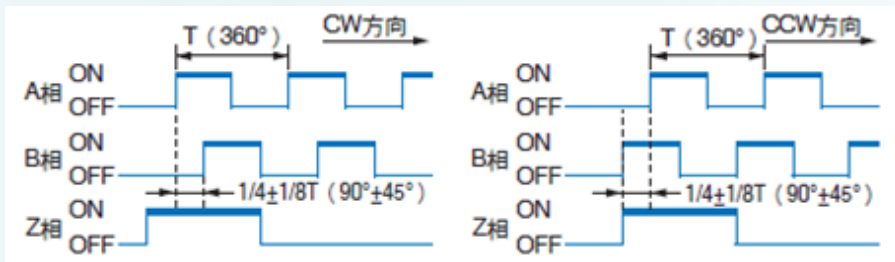 T（360°） CW方向
A相 ON
OFF
B相 ON
OFF
1/4±1/8T（90°±45°）
Z相 ON
OFF
T（360°） CCW方向
A相 ON
OFF
B相 ON
OFF
1/4±1/8T（90°±45°）
Z相 ON
OFF